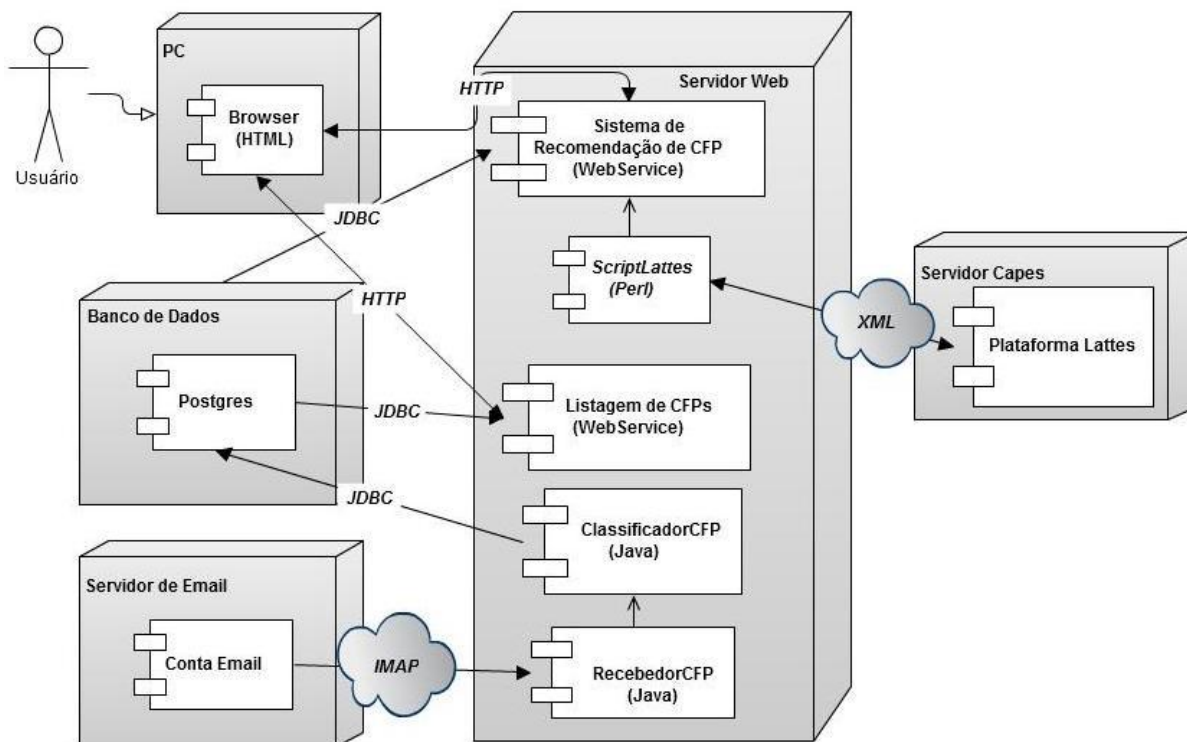 Usuário
PC
Browser
(HTML)
HTTP
Servidor Web
Sistema de
Recomendação de CFP
(WebService)
JDBC
ScriptLattes
(Perl)
Servidor Capes
XML
Plataforma Lattes
Banco de Dados
HTTP
Postgres
JDBC
Listagem de CFPs
(WebService)
JDBC
ClassificadorCFP
(Java)
Servidor de Email
Conta Email
IMAP
RecebedorCFP
(Java)